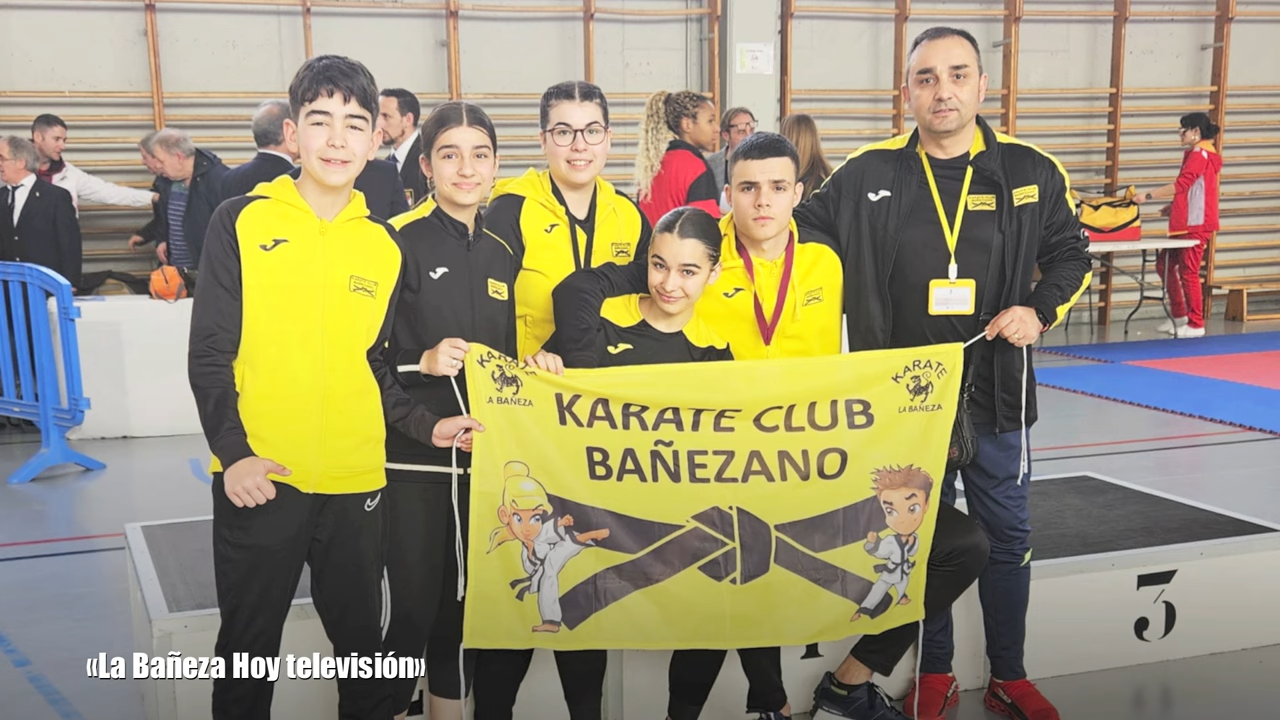 KARATE
LA BAÑEZA
KARATE
LA BAÑEZA
KARATE CLUB
BAÑEZANO
3
«La Bañeza Hoy televisión»